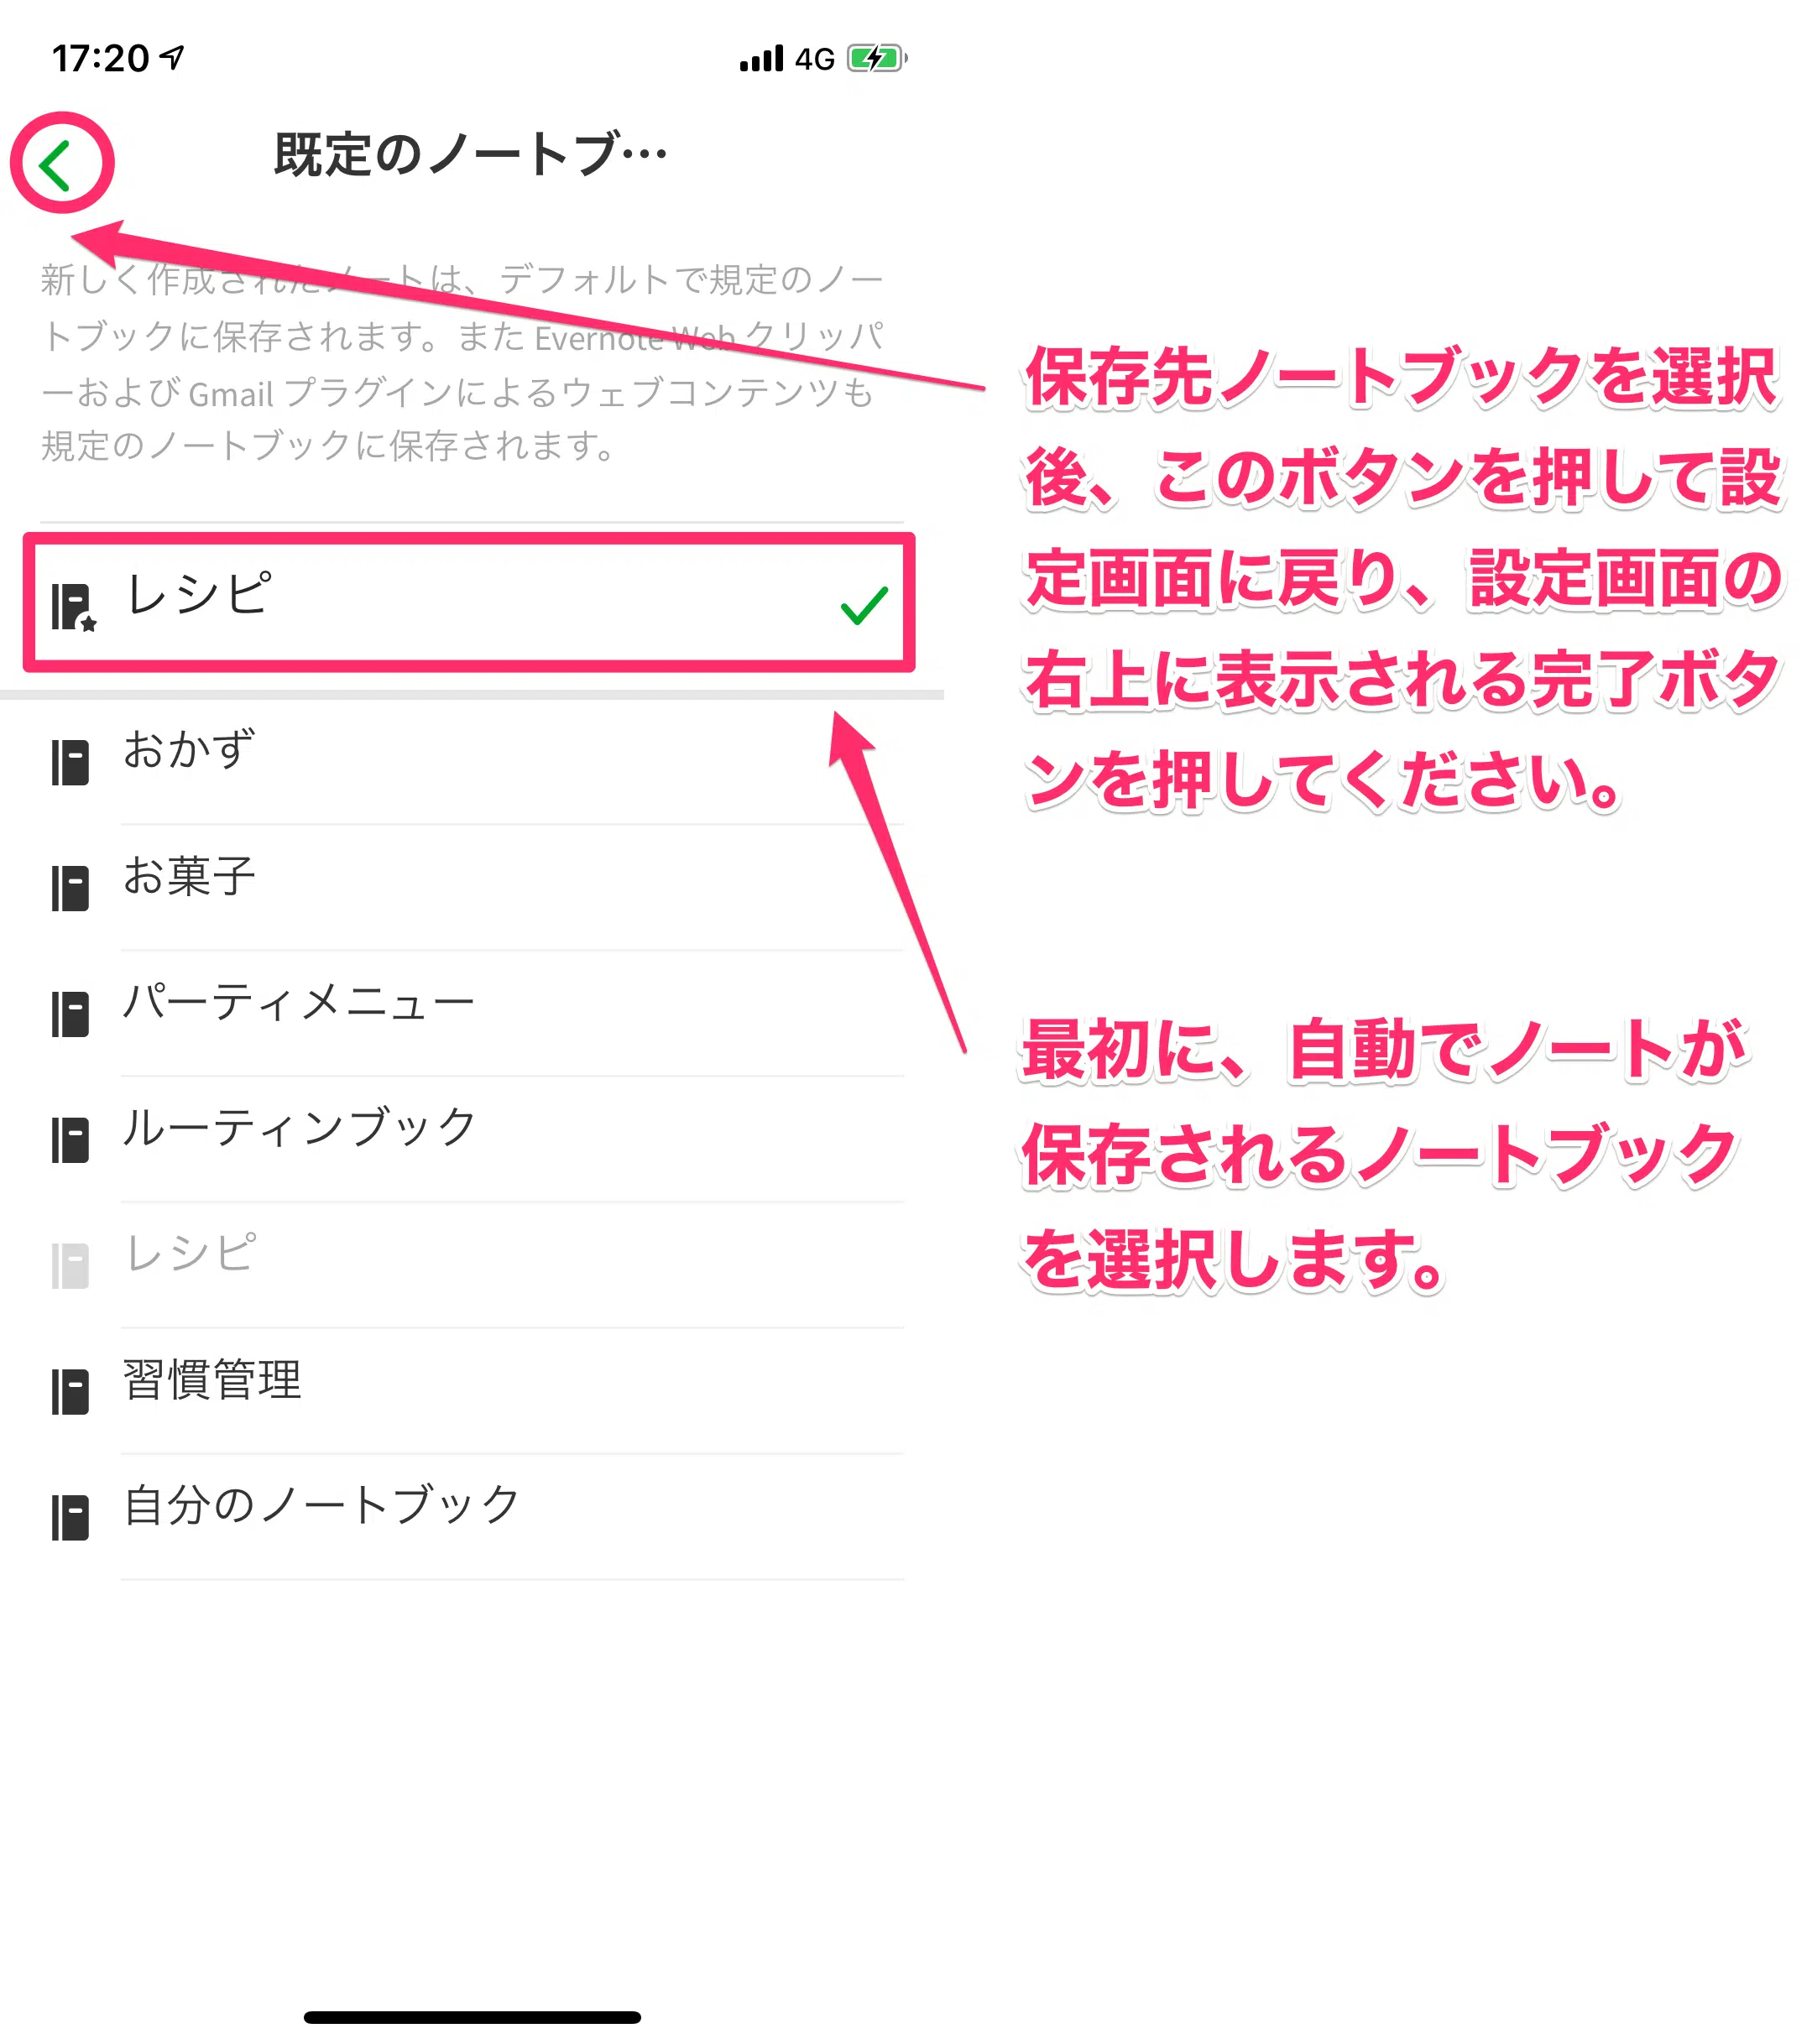 17:20
4G
既定のノートブ…
新しく作成されたノートは、デフォルトで規定のノー
トブックに保存されます。また Evernote Web クリッパ
ーおよび Gmail プラグインによるウェブコンテンツも
規定のノートブックに保存されます。
レシピ
おかず
お菓子
パーティメニュー
ルーティンブック
レシピ
習慣管理
自分のノートブック
保存先ノートブックを選択
後、このボタンを押して設
定画面に戻り、設定画面の
右上に表示される完了ボタ
ンを押してください。
最初に、自動でノートが
保存されるノートブック
を選択します。